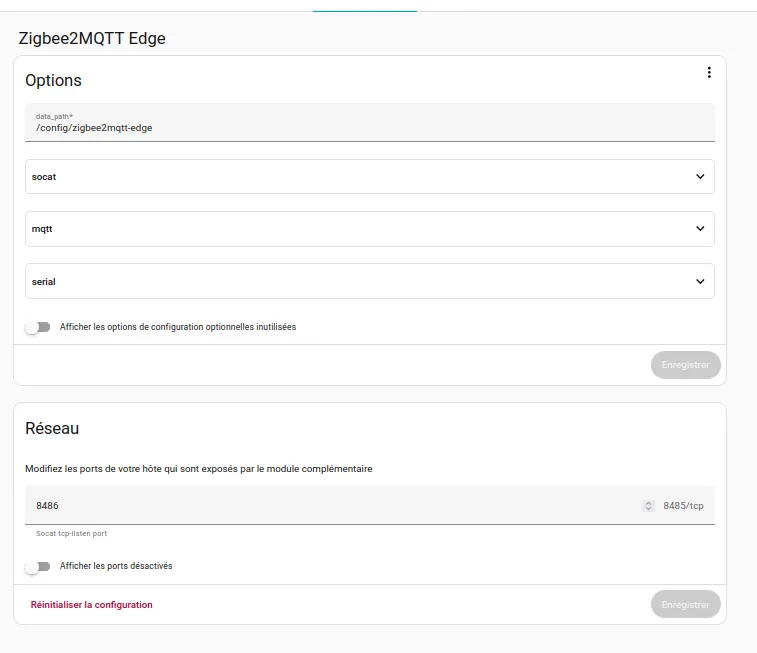 Zigbee2MQTT Edge
Options
data_path*
/config/zigbee2mqtt-edge
socat
mqtt
serial
Afficher les options de configuration optionnelles inutilisées
Enregistrer
Réseau
Modifiez les ports de votre hôte qui sont exposés par le module complémentaire
8486 8485/tcp
Socat tcp-listen port
Afficher les ports désactivés
Réinitialiser la configuration Enregistrer